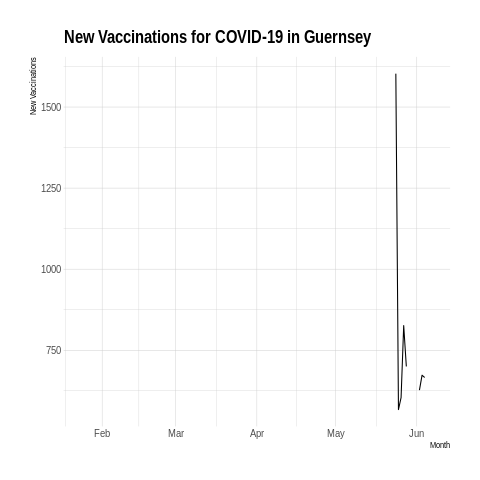 New Vaccinations for COVID-19 in Guernsey
New Vaccinations
1500
1250
1000
750
Feb Mar Apr May Jun
Month